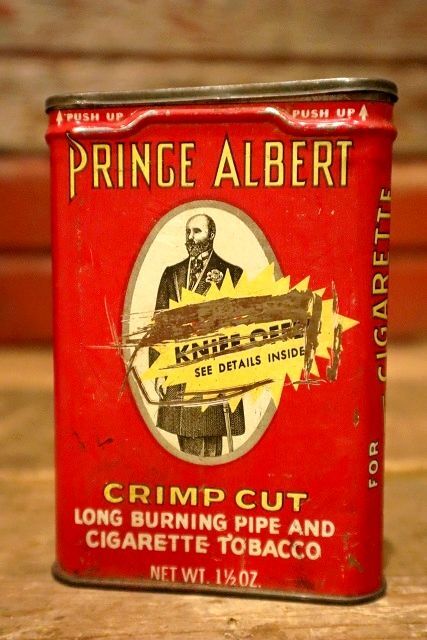 PUSH UP PUSH UP
PRINCE ALBERT
KNIFE
SEE DETAILS INSIDE
CRIMP CUT
LONG BURNING PIPE AND
CIGARETTE TOBACCO
NET WT. 1½ OZ.
FOR
CIGARETTE